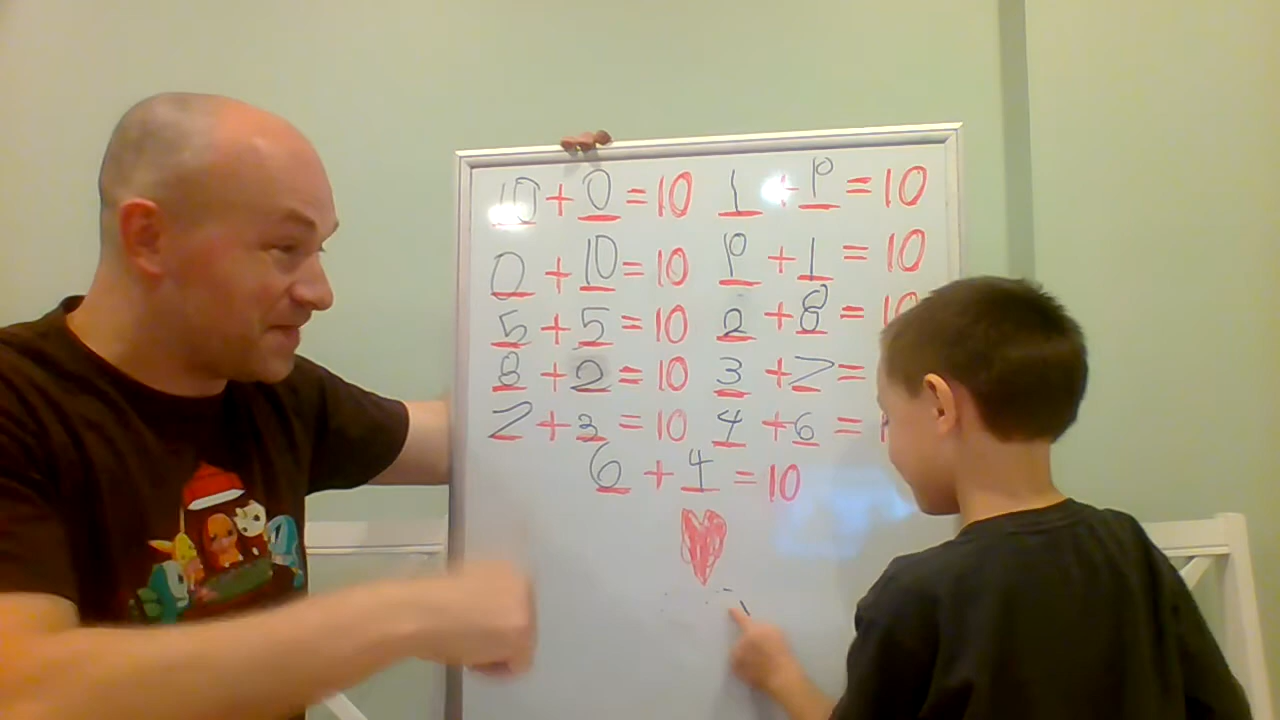 10 + 0 = 10 1 + 9 = 10
0 + 10 = 10 9 + 1 = 10
5 + 5 = 10 2 + 8 = 10
8 + 2 = 10 3 + 7 =
7 + 3 = 10 4 + 6 =
6 + 4 = 10